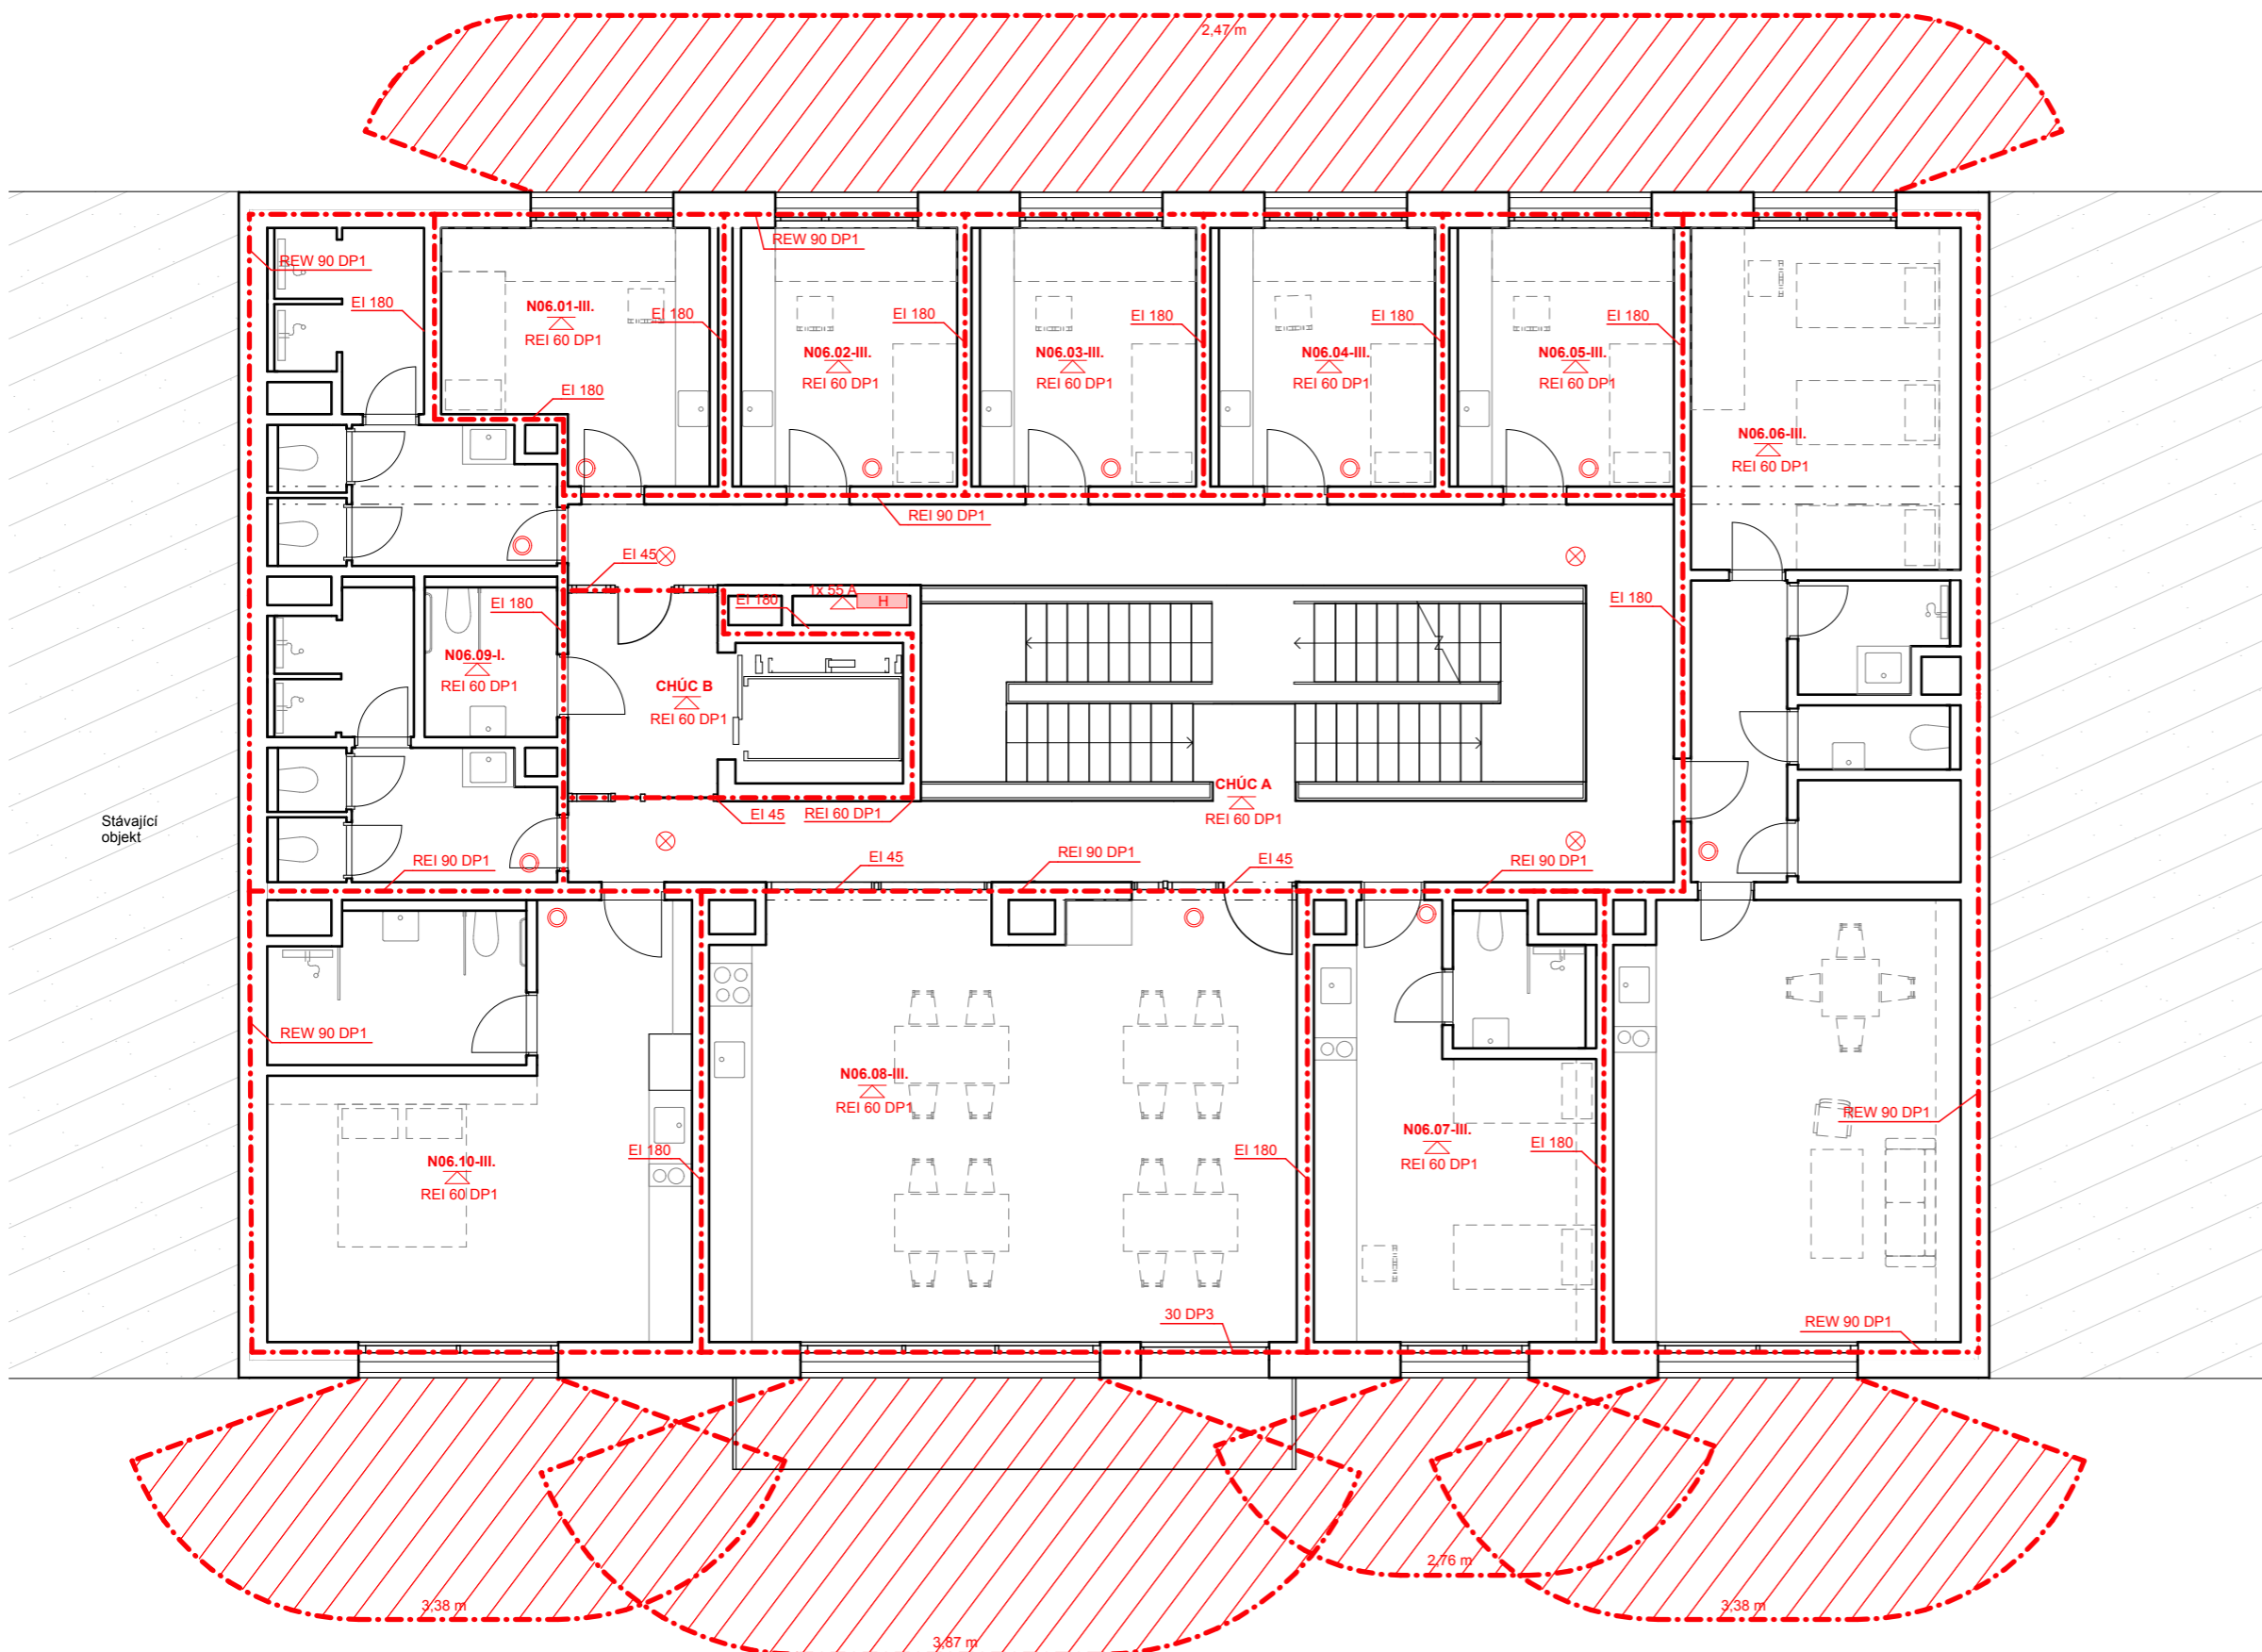 2,47 m
REW 90 DP1
REW 90 DP1
EI 180
N06.01-III.
REI 60 DP1
EI 180
EI 180
EI 180
EI 180
EI 180
N06.02-III.
REI 60 DP1
N06.03-III.
REI 60 DP1
N06.04-III.
REI 60 DP1
N06.05-III.
REI 60 DP1
EI 180
N06.06-III.
REI 60 DP1
REI 90 DP1
EI 45
EI 180
1x 55 A
H
EI 180
EI 180
N06.09-I.
REI 60 DP1
CHÚC B
REI 60 DP1
CHÚC A
REI 60 DP1
EI 45
REI 60 DP1
Stávající
objekt
REI 90 DP1
EI 45
REI 90 DP1
EI 45
REI 90 DP1
REW 90 DP1
N06.08-III.
REI 60 DP1
REW 90 DP1
N06.07-III.
REI 60 DP1
EI 180
EI 180
EI 180
N06.10-III.
REI 60 DP1
30 DP3
REW 90 DP1
2,76 m
3,38 m
3,38 m
3,87 m